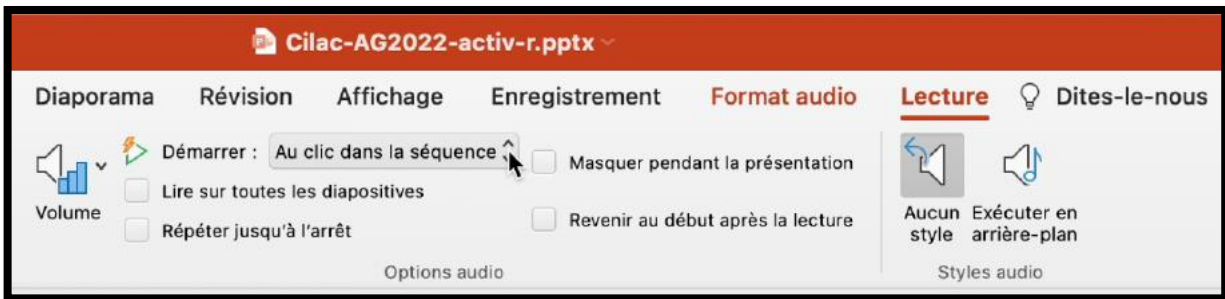 Cilac-AG2022-activ-r.pptx
Diaporama Révision Affichage Enregistrement Format audio Lecture Dites-le-nous
Volume
Démarrer : Au clic dans la séquence
Lire sur toutes les diapositives
Répéter jusqu'à l'arrêt
Masquer pendant la présentation
Revenir au début après la lecture
Options audio
Aucun
style
Exécuter en
arrière-plan
Styles audio